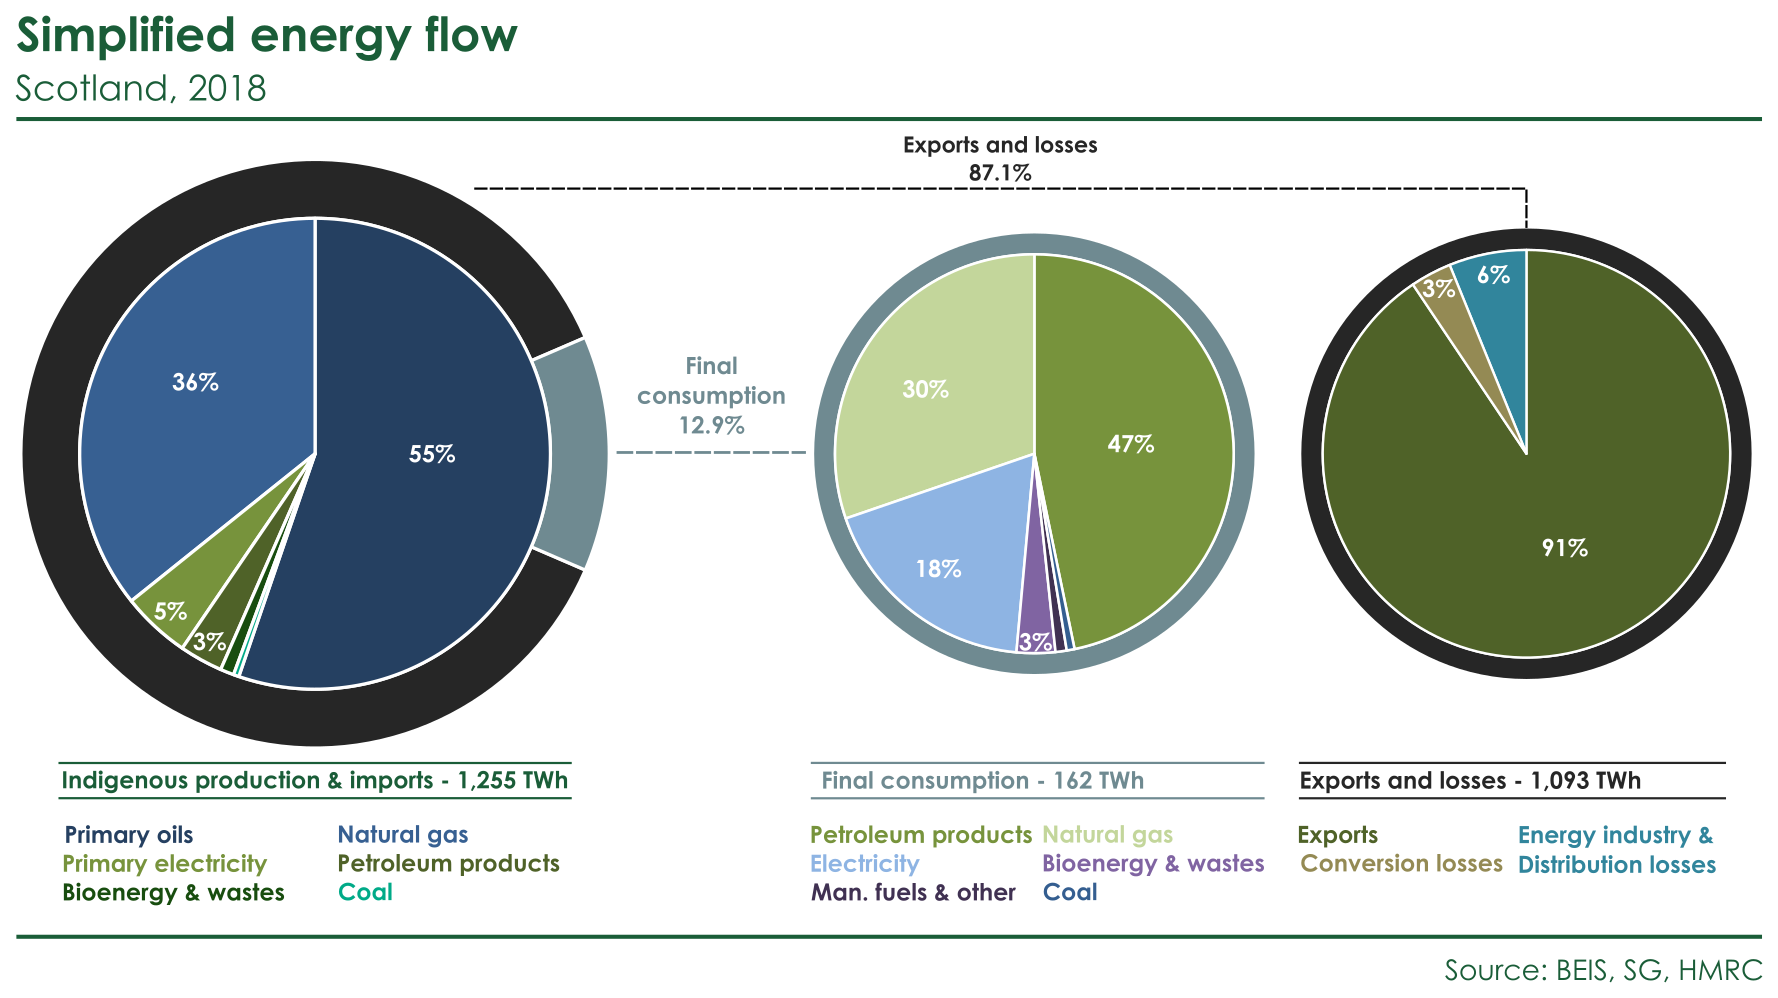 Simplified energy flow
Scotland, 2018
Exports and losses
87.1%
36%
55%
5%
3%
Final
consumption
12.9%
30%
47%
18%
3%
3%
6%
91%
Indigenous production & imports - 1,255 TWh
Primary oils
Natural gas
Primary electricity
Petroleum products
Bioenergy & wastes
Coal
Final consumption - 162 TWh
Petroleum products
Natural gas
Electricity
Bioenergy & wastes
Man. fuels & other
Coal
Exports and losses - 1,093 TWh
Exports
Conversion losses
Energy industry &
Distribution losses
Source: BEIS, SG, HMRC